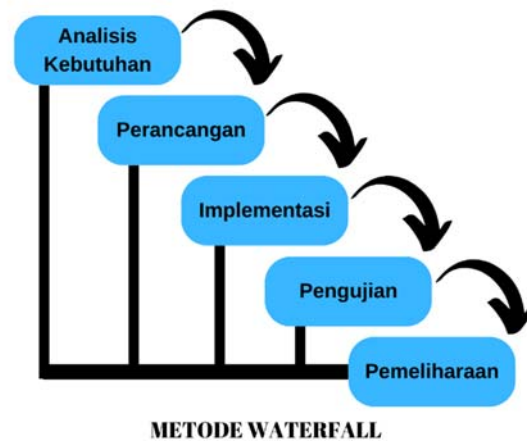 Analisis
Kebutuhan
Perancangan
Implementasi
Pengujian
Pemeliharaan
METODE WATERFALL